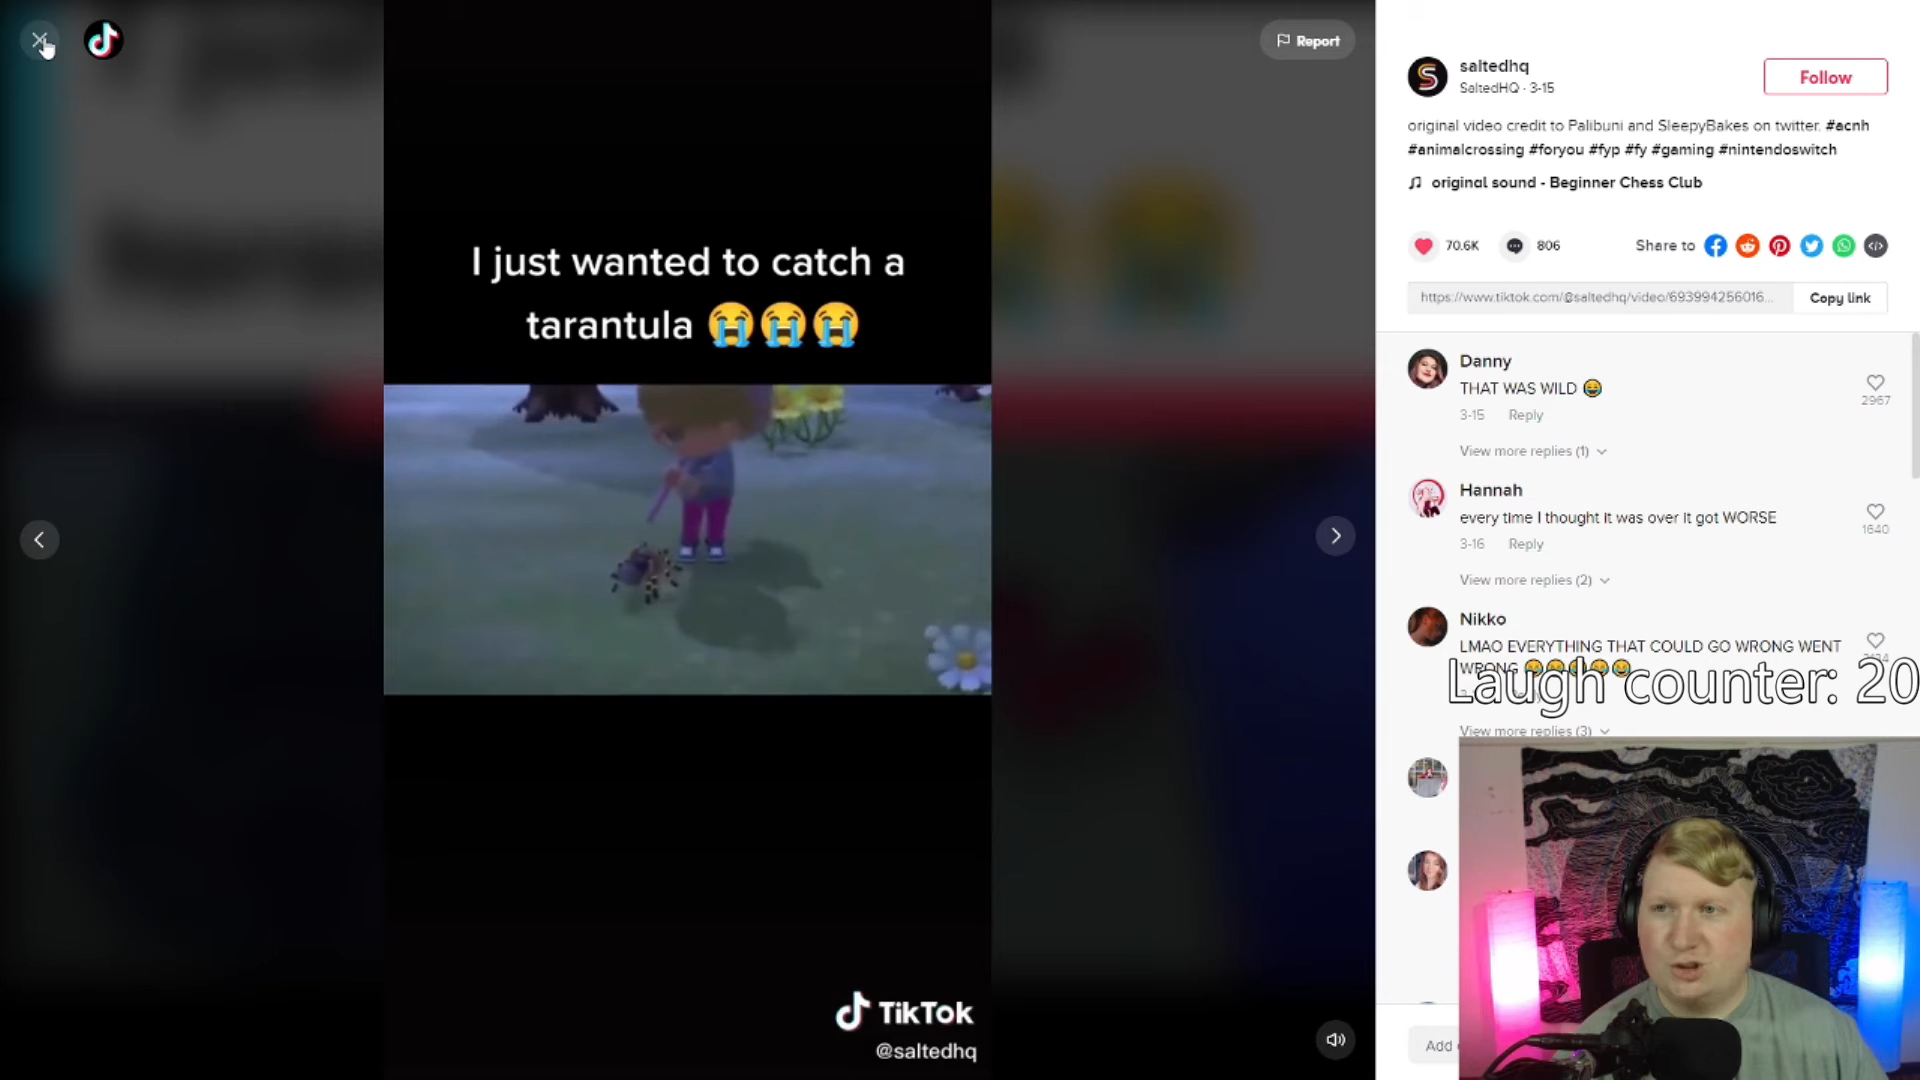 Report
I just wanted to catch a
tarantula 😭😭😭
TikTok
@saltedhq
saltedhq
SaltedHQ · 3-15
Follow
original video credit to Palibuni and SleepyBakes on twitter. #acnh
#animalcrossing #foryou #fyp #fy #gaming #nintendoswitch
original sound - Beginner Chess Club
70.6K
806
Share to
https://www.tiktok.com/@saltedhq/video/693994256016...
Copy link
Danny
THAT WAS WILD 😂
2967
3-15 Reply
View more replies (1)
Hannah
every time I thought it was over it got WORSE
1640
3-16 Reply
View more replies (2)
Nikko
LMAO EVERYTHING THAT COULD GO WRONG WENT
WRONG 😂😂😂😂😂
Laugh counter: 20
View more replies (3)
Add